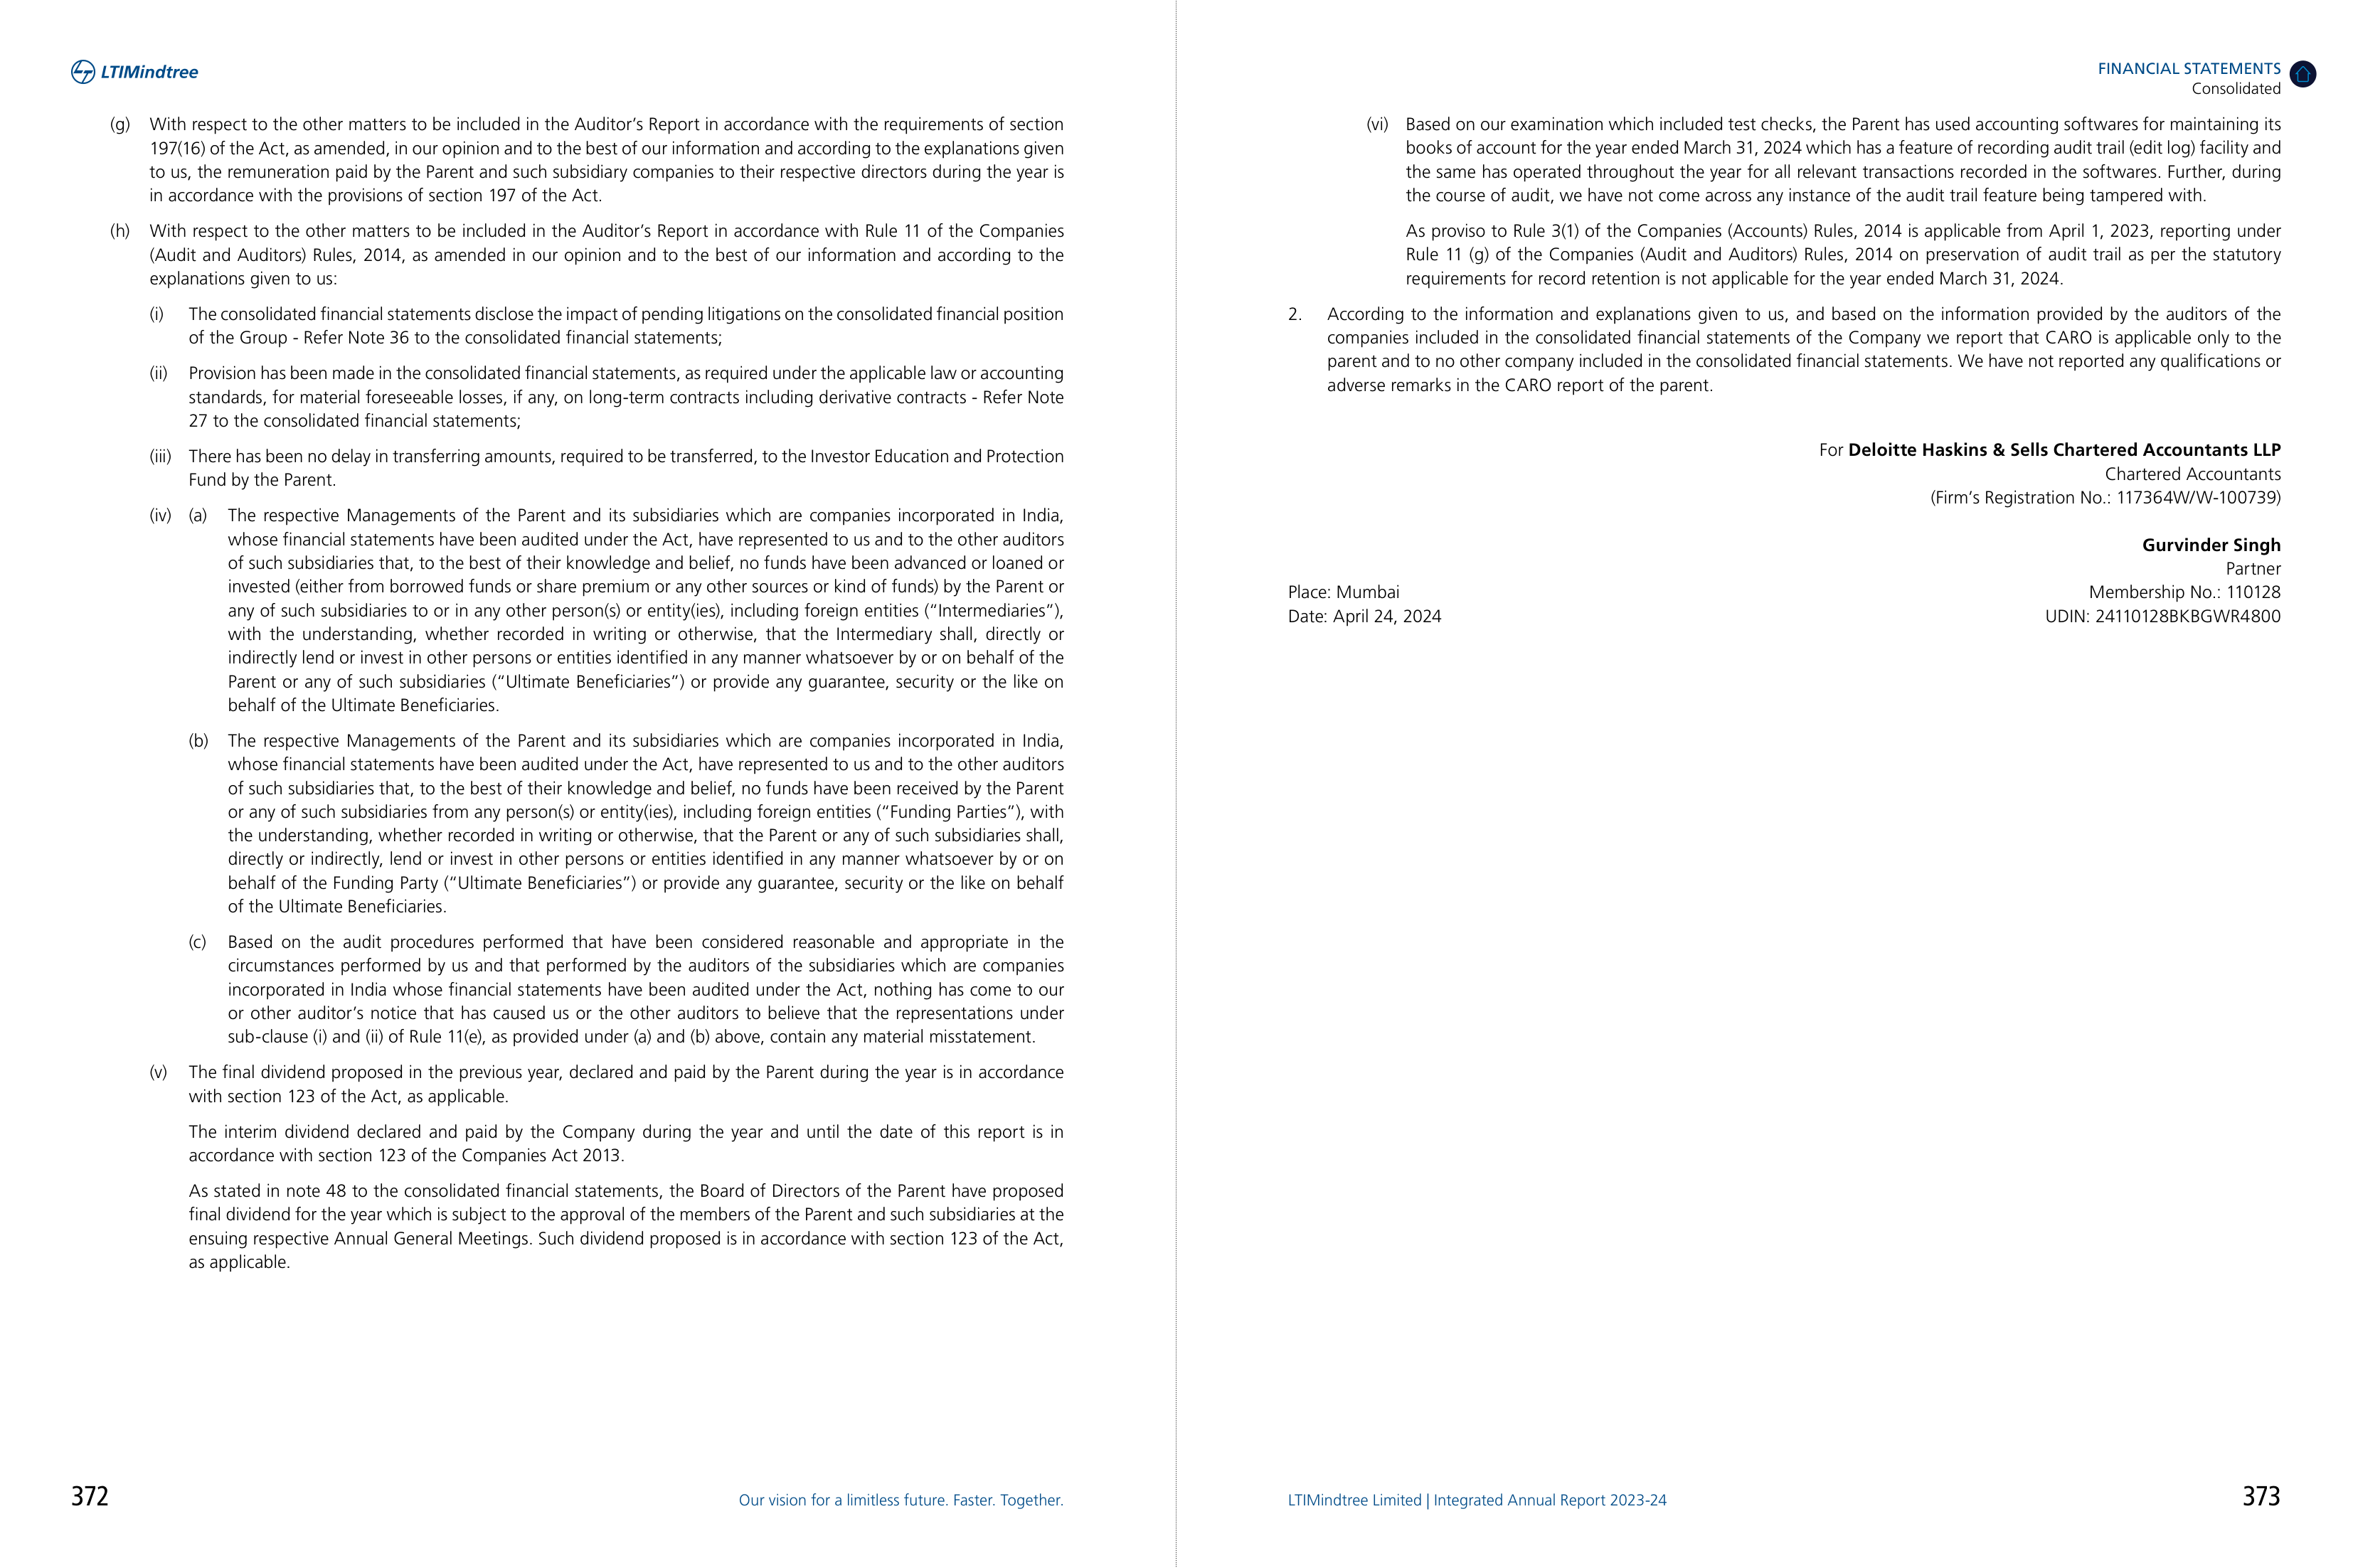 LTIMindtree
(g) With respect to the other matters to be included in the Auditor’s Report in accordance with the requirements of section
197(16) of the Act, as amended, in our opinion and to the best of our information and according to the explanations given
to us, the remuneration paid by the Parent and such subsidiary companies to their respective directors during the year is
in accordance with the provisions of section 197 of the Act.
(h) With respect to the other matters to be included in the Auditor’s Report in accordance with Rule 11 of the Companies
(Audit and Auditors) Rules, 2014, as amended in our opinion and to the best of our information and according to the
explanations given to us:
(i) The consolidated financial statements disclose the impact of pending litigations on the consolidated financial position
of the Group - Refer Note 36 to the consolidated financial statements;
(ii) Provision has been made in the consolidated financial statements, as required under the applicable law or accounting
standards, for material foreseeable losses, if any, on long-term contracts including derivative contracts - Refer Note
27 to the consolidated financial statements;
(iii) There has been no delay in transferring amounts, required to be transferred, to the Investor Education and Protection
Fund by the Parent.
(iv) (a) The respective Managements of the Parent and its subsidiaries which are companies incorporated in India,
whose financial statements have been audited under the Act, have represented to us and to the other auditors
of such subsidiaries that, to the best of their knowledge and belief, no funds have been advanced or loaned or
invested (either from borrowed funds or share premium or any other sources or kind of funds) by the Parent or
any of such subsidiaries to or in any other person(s) or entity(ies), including foreign entities (“Intermediaries”),
with the understanding, whether recorded in writing or otherwise, that the Intermediary shall, directly or
indirectly lend or invest in other persons or entities identified in any manner whatsoever by or on behalf of the
Parent or any of such subsidiaries (“Ultimate Beneficiaries”) or provide any guarantee, security or the like on
behalf of the Ultimate Beneficiaries.
(b) The respective Managements of the Parent and its subsidiaries which are companies incorporated in India,
whose financial statements have been audited under the Act, have represented to us and to the other auditors
of such subsidiaries that, to the best of their knowledge and belief, no funds have been received by the Parent
or any of such subsidiaries from any person(s) or entity(ies), including foreign entities (“Funding Parties”), with
the understanding, whether recorded in writing or otherwise, that the Parent or any of such subsidiaries shall,
directly or indirectly, lend or invest in other persons or entities identified in any manner whatsoever by or on
behalf of the Funding Party (“Ultimate Beneficiaries”) or provide any guarantee, security or the like on behalf
of the Ultimate Beneficiaries.
(c) Based on the audit procedures performed that have been considered reasonable and appropriate in the
circumstances performed by us and that performed by the auditors of the subsidiaries which are companies
incorporated in India whose financial statements have been audited under the Act, nothing has come to our
or other auditor’s notice that has caused us or the other auditors to believe that the representations under
sub-clause (i) and (ii) of Rule 11(e), as provided under (a) and (b) above, contain any material misstatement.
(v) The final dividend proposed in the previous year, declared and paid by the Parent during the year is in accordance
with section 123 of the Act, as applicable.
The interim dividend declared and paid by the Company during the year and until the date of this report is in
accordance with section 123 of the Companies Act 2013.
As stated in note 48 to the consolidated financial statements, the Board of Directors of the Parent have proposed
final dividend for the year which is subject to the approval of the members of the Parent and such subsidiaries at the
ensuing respective Annual General Meetings. Such dividend proposed is in accordance with section 123 of the Act,
as applicable.
372
Our vision for a limitless future. Faster. Together.
FINANCIAL STATEMENTS
Consolidated
(vi) Based on our examination which included test checks, the Parent has used accounting softwares for maintaining its
books of account for the year ended March 31, 2024 which has a feature of recording audit trail (edit log) facility and
the same has operated throughout the year for all relevant transactions recorded in the softwares. Further, during
the course of audit, we have not come across any instance of the audit trail feature being tampered with.
As proviso to Rule 3(1) of the Companies (Accounts) Rules, 2014 is applicable from April 1, 2023, reporting under
Rule 11 (g) of the Companies (Audit and Auditors) Rules, 2014 on preservation of audit trail as per the statutory
requirements for record retention is not applicable for the year ended March 31, 2024.
2. According to the information and explanations given to us, and based on the information provided by the auditors of the
companies included in the consolidated financial statements of the Company we report that CARO is applicable only to the
parent and to no other company included in the consolidated financial statements. We have not reported any qualifications or
adverse remarks in the CARO report of the parent.
For Deloitte Haskins & Sells Chartered Accountants LLP
Chartered Accountants
(Firm’s Registration No.: 117364W/W-100739)
Gurvinder Singh
Partner
Place: Mumbai Membership No.: 110128
Date: April 24, 2024 UDIN: 24110128BKBGWR4800
LTIMindtree Limited | Integrated Annual Report 2023-24
373